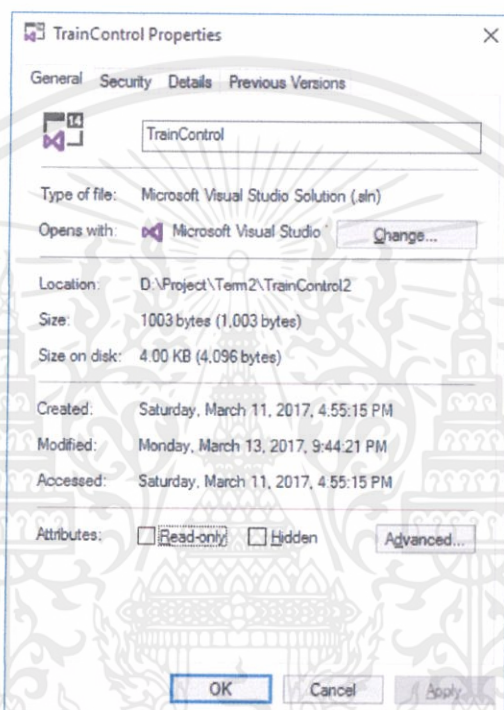 TrainControl Properties
General Security Details Previous Versions
14
TrainControl
Type of file: Microsoft Visual Studio Solution (.sln)
Opens with: Microsoft Visual Studio Change...
Location: D:\Project\Term2\TrainControl2
Size: 1003 bytes (1,003 bytes)
Size on disk: 4.00 KB (4,096 bytes)
Created: Saturday, March 11, 2017, 4:55:15 PM
Modified: Monday, March 13, 2017, 9:44:21 PM
Accessed: Saturday, March 11, 2017, 4:55:15 PM
Attributes: Read-only Hidden Advanced...
OK Cancel Apply